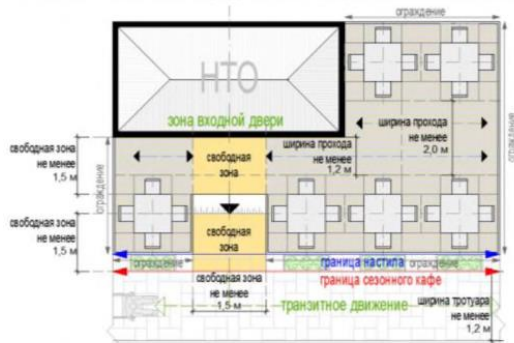 ограждение
НТО
зона входной двери
свободная зона
не менее
1,5 м
ограждение
свободная
зона
ширина прохода
не менее
1,2 м
ширина прохода
не менее
2,0 м
ограждение
свободная зона
не менее
1,5 м
свободная
зона
ограждение
граница настила
ограждение
свободная зона
не менее
1,5 м
граница сезонного кафе
транзитное движение
ширина тротуара
не менее
1,2 м